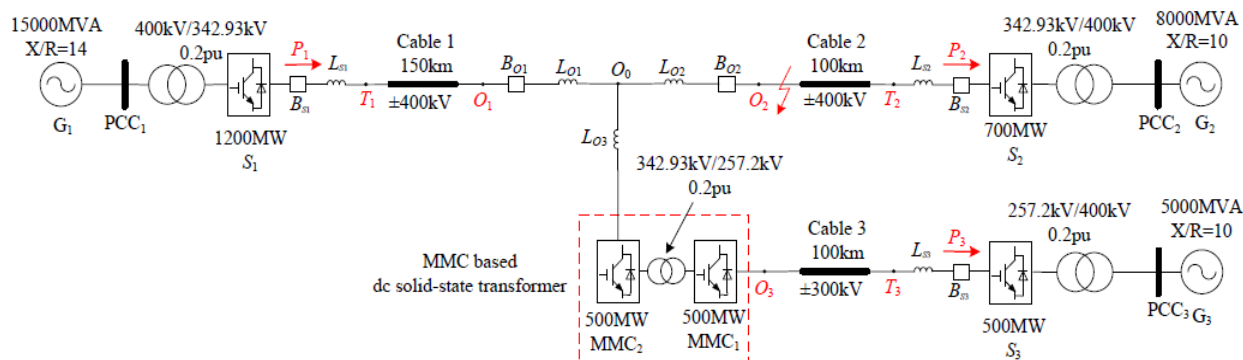 15000MVA
X/R=14
400kV/342.93kV
0.2pu
P1
LS1
BS1
T1
G1
PCC1
1200MW
S1
Cable 1
150km
±400kV
O1
BO1
LO1
O0
LO2
BO2
O2
Cable 2
100km
±400kV
T2
LS2
P2
BS2
342.93kV/400kV
0.2pu
700MW
S2
8000MVA
X/R=10
PCC2
G2
LO3
342.93kV/257.2kV
0.2pu
MMC based
dc solid-state transformer
500MW
MMC2
500MW
MMC1
O3
Cable 3
100km
±300kV
T3
LS3
P3
BS3
257.2kV/400kV
0.2pu
500MW
S3
5000MVA
X/R=10
PCC3
G3